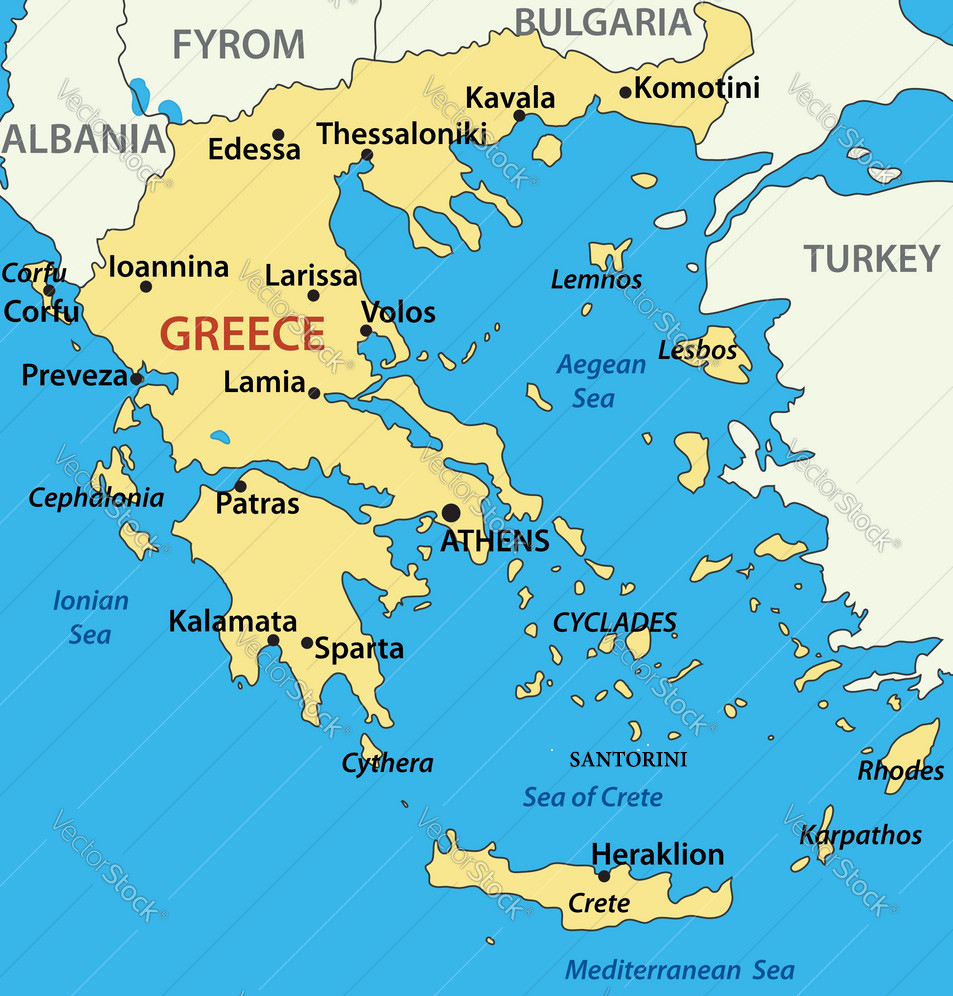 BULGARIA
FYROM
Komotini
Kavala
Thessaloniki
ALBANIA
Edessa
TURKEY
Ioannina
Corfu
Larissa
Lemnos
Corfu
Volos
GREECE
Lesbos
Aegean
Sea
Preveza
Lamia
Cephalonia
Patras
ATHENS
Ionian
Sea
Kalamata
CYCLADES
Sparta
SANTORINI
Cythera
Rhodes
Sea of Crete
Karpathos
Heraklion
Crete
Mediterranean Sea
VectorStock®
VectorStock®
VectorStock®
VectorStock®
VectorStock®
VectorStock®
VectorStock®
VectorStock®
VectorStock®